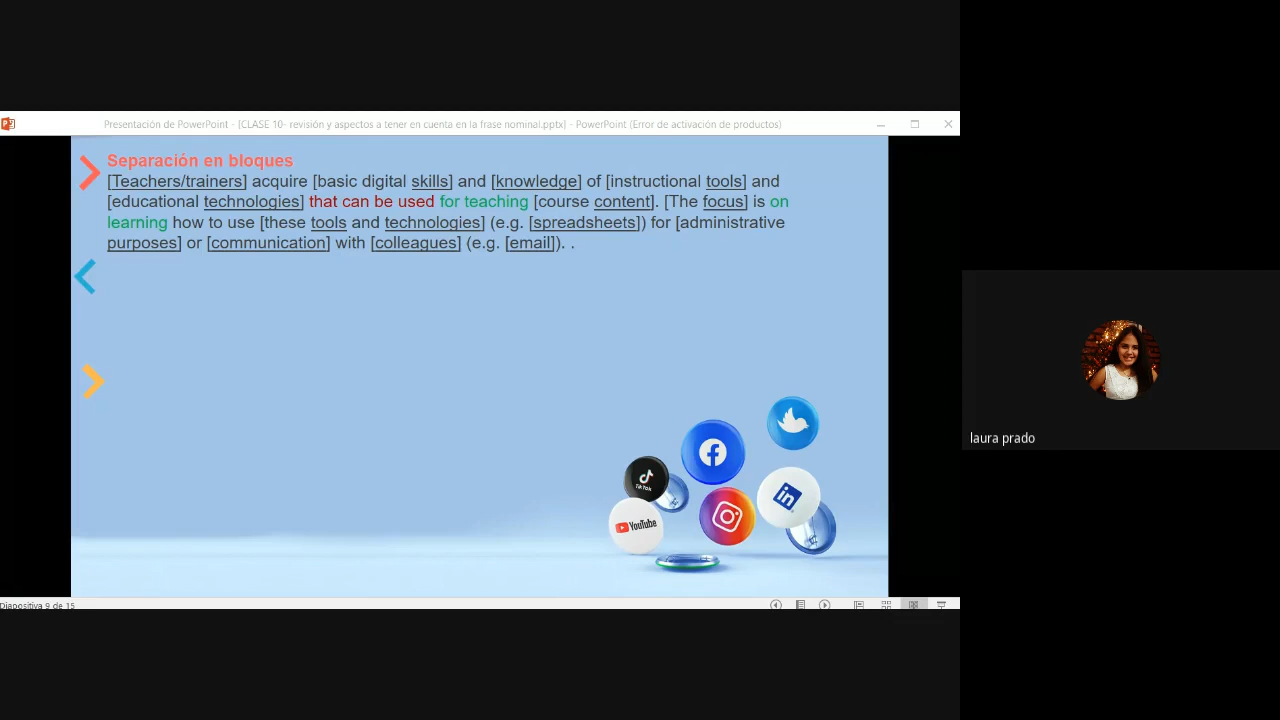 Presentación de PowerPoint - [CLASE 10- revisión y aspectos a tener en cuenta en la frase nominal.pptx] - PowerPoint (Error de activación de productos)
Separación en bloques
[Teachers/trainers] acquire [basic digital skills] and [knowledge] of [instructional tools] and
[educational technologies] that can be used for teaching [course content]. [The focus] is on
learning how to use [these tools and technologies] (e.g. [spreadsheets]) for [administrative
purposes] or [communication] with [colleagues] (e.g. [email]). .
TikTok
YouTube
in
laura prado
Diapositiva 9 de 15